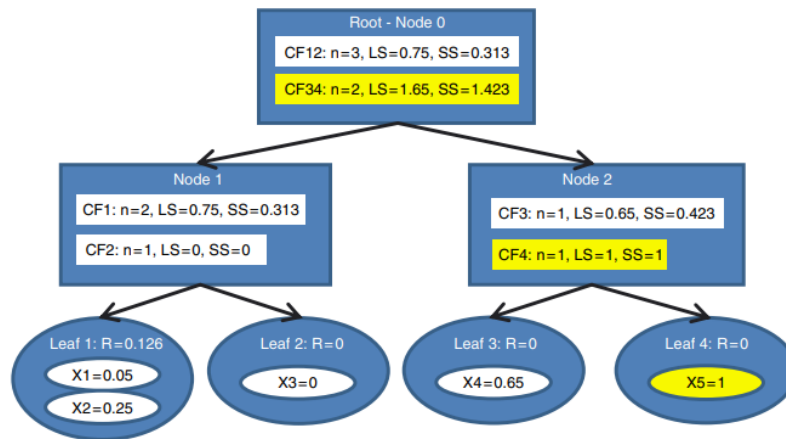 Root - Node 0
CF12: n=3, LS=0.75, SS=0.313
CF34: n=2, LS=1.65, SS=1.423
Node 1
CF1: n=2, LS=0.75, SS=0.313
CF2: n=1, LS=0, SS=0
Node 2
CF3: n=1, LS=0.65, SS=0.423
CF4: n=1, LS=1, SS=1
Leaf 1: R=0.126
X1=0.05
X2=0.25
Leaf 2: R=0
X3=0
Leaf 3: R=0
X4=0.65
Leaf 4: R=0
X5=1